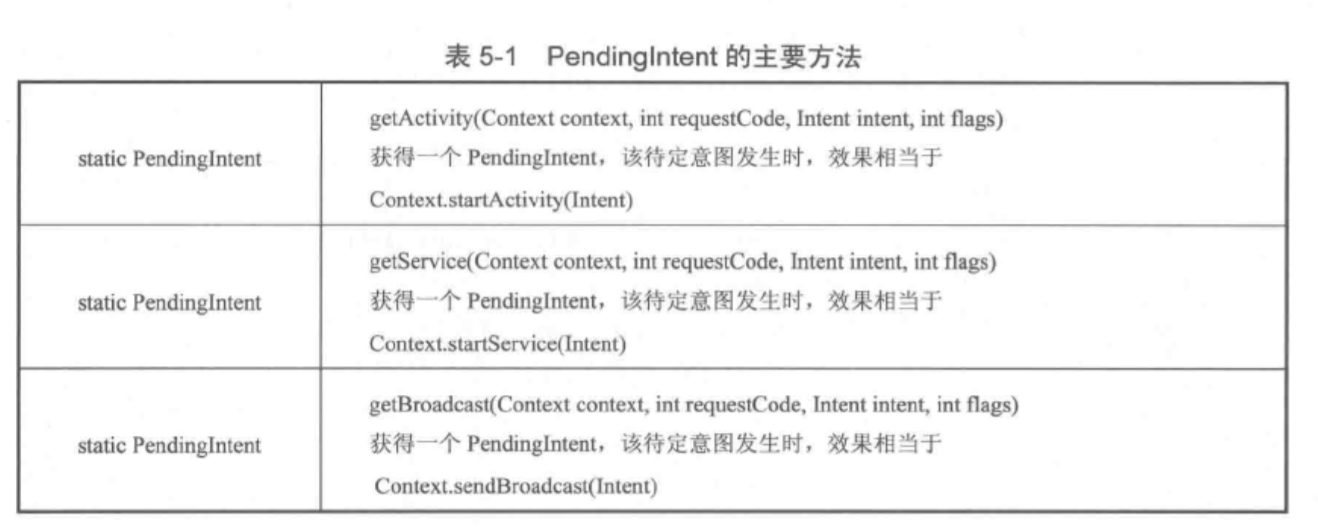 表 5-1 PendingIntent 的主要方法
static PendingIntent
getActivity(Context context, int requestCode, Intent intent, int flags)
获得一个 PendingIntent，该待定意图发生时，效果相当于
Context.startActivity(Intent)
static PendingIntent
getService(Context context, int requestCode, Intent intent, int flags)
获得一个 PendingIntent，该待定意图发生时，效果相当于
Context.startService(Intent)
static PendingIntent
getBroadcast(Context context, int requestCode, Intent intent, int flags)
获得一个 PendingIntent，该待定意图发生时，效果相当于
Context.sendBroadcast(Intent)